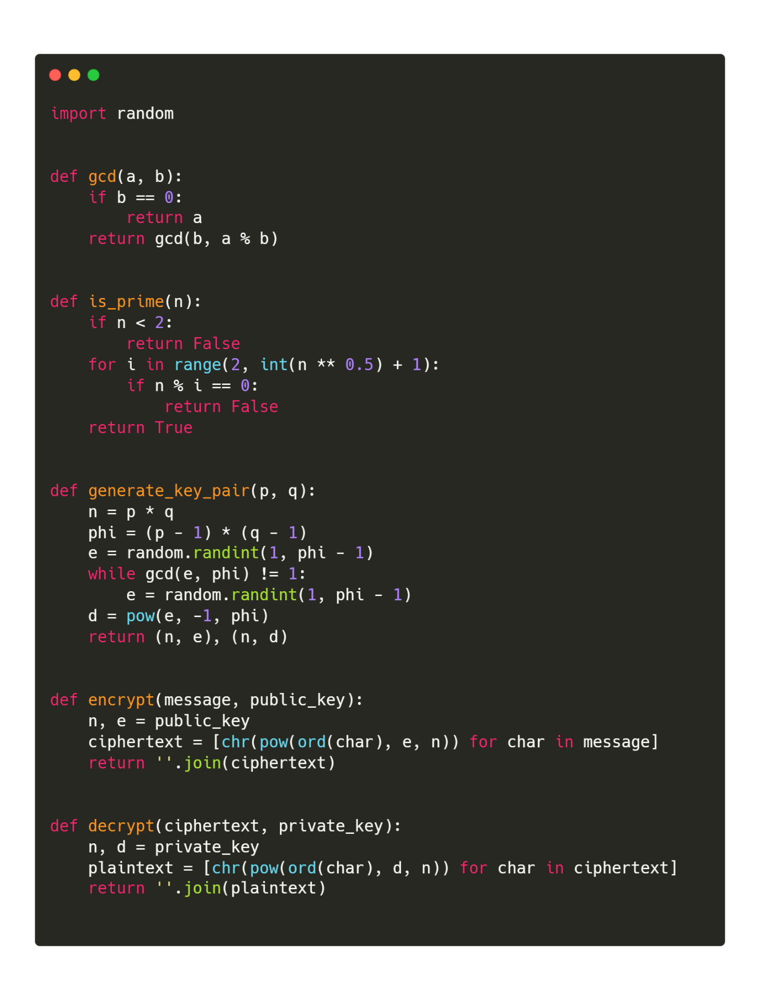 import random
def gcd(a, b):
    if b == 0:
        return a
    return gcd(b, a % b)
def is_prime(n):
    if n < 2:
        return False
    for i in range(2, int(n ** 0.5) + 1):
        if n % i == 0:
            return False
    return True
def generate_key_pair(p, q):
    n = p * q
    phi = (p - 1) * (q - 1)
    e = random.randint(1, phi - 1)
    while gcd(e, phi) != 1:
        e = random.randint(1, phi - 1)
    d = pow(e, -1, phi)
    return (n, e), (n, d)
def encrypt(message, public_key):
    n, e = public_key
    ciphertext = [chr(pow(ord(char), e, n)) for char in message]
    return ''.join(ciphertext)
def decrypt(ciphertext, private_key):
    n, d = private_key
    plaintext = [chr(pow(ord(char), d, n)) for char in ciphertext]
    return ''.join(plaintext)